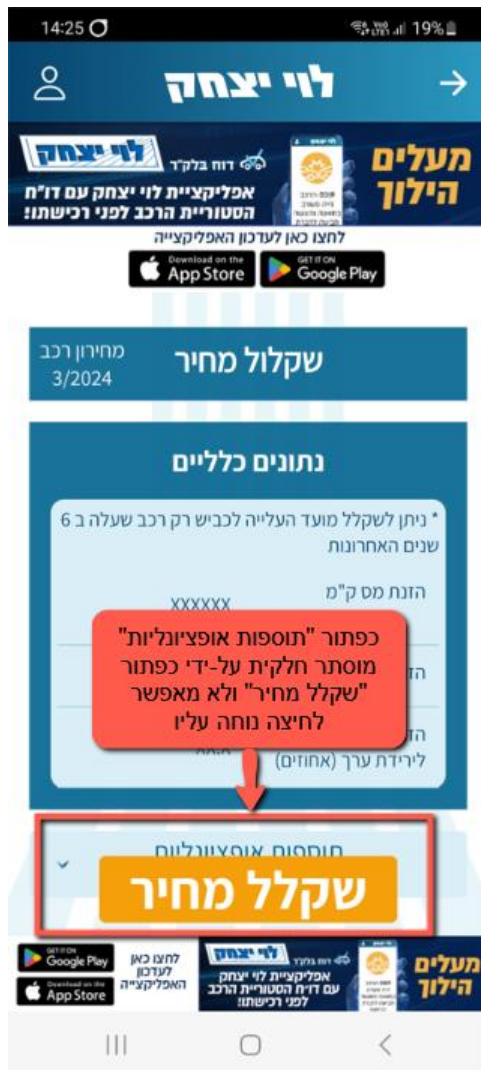 14:25
19%
לוי יצחק
מעלים
הילוך
לוי יצחק
דוח בלק'ר
אפליקציית לוי יצחק עם דו"ח
הסטוריית הרכב לפני רכישתו!
לחצו כאן לעדכון האפליקצייה
Download on the
App Store
GET IT ON
Google Play
שקלול מחיר
מחירון רכב
3/2024
נתונים כלליים
* ניתן לשקלל מועד העלייה לכביש רק רכב שעלה ב 6
שנים האחרונות
הזנת מס ק"מ
XXXXXX
כפתור "תוספות אופציונליות"
מוסתר חלקית על-ידי כפתור
"שקלל מחיר" ולא מאפשר
לחיצה נוחה עליו
לירידת ערך (אחוזים)
תוספות אופציונליות
שקלל מחיר
GET IT ON
Google Play
Download on the
App Store
לחצו כאן
לעדכון
האפליקצייה
לוי יצחק
דוח בלק'ר
אפליקציית לוי יצחק
עם דו"ח הסטוריית הרכב
לפני רכישתו!
מעלים
הילוך